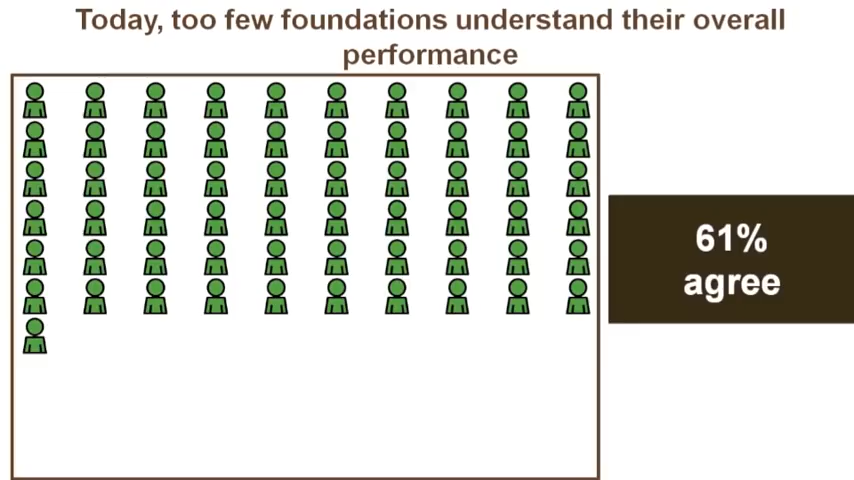 Today, too few foundations understand their overall
performance
61%
agree